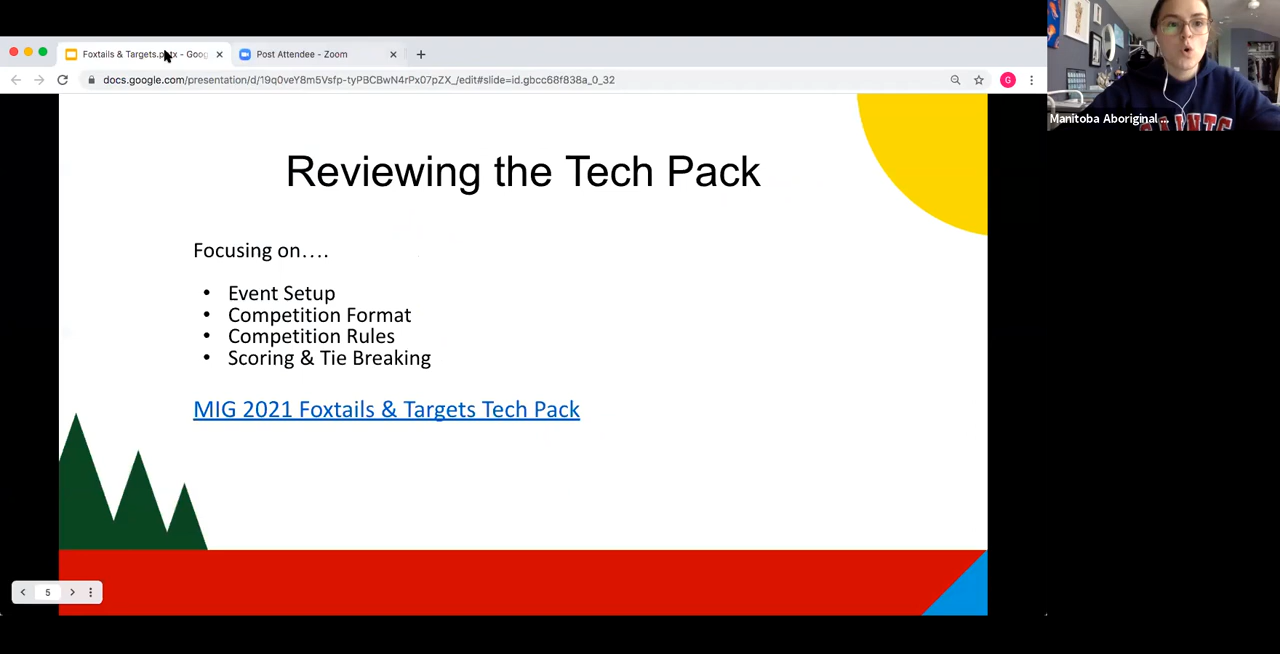 Foxtails & Targets.pptx - Goog
Post Attendee - Zoom
docs.google.com/presentation/d/19q0veY8m5Vsfp-tyPBCBwN4rPx07pZX_/edit#slide=id.gbcc68f838a_0_32
G
Manitoba Aboriginal ...
SAINTS
Reviewing the Tech Pack
Focusing on….
• Event Setup
• Competition Format
• Competition Rules
• Scoring & Tie Breaking
MIG 2021 Foxtails & Targets Tech Pack
5